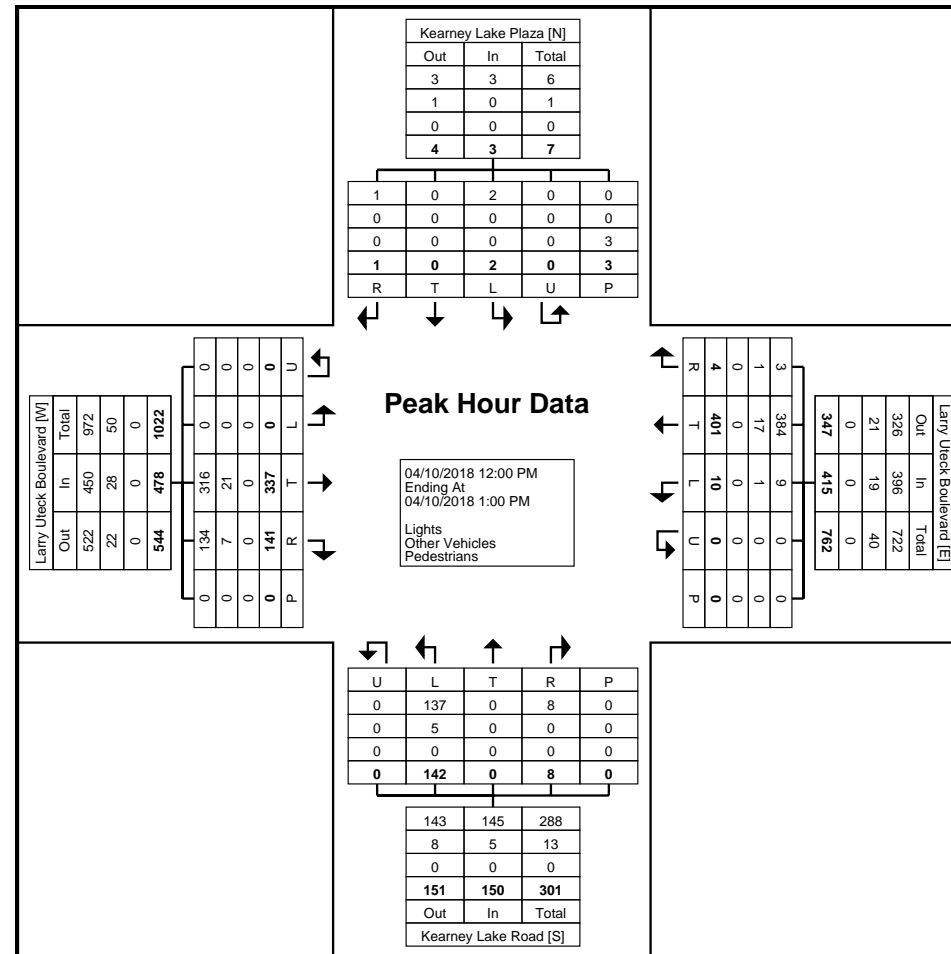 Kearney Lake Plaza [N]
Out In Total
3 3 6
1 0 1
0 0 0
4 3 7
1 0 2 0 0
0 0 0 0 0
0 0 0 0 3
1 0 2 0 3
R T L U P
Larry Uteck Boulevard [W]
Total 972 50 0 1022
In 450 28 0 478
Out 522 22 0 544
0 0 0 0 U
0 0 0 0 L
316 21 0 337 T
134 7 0 141 R
0 0 0 0 P
Peak Hour Data
04/10/2018 12:00 PM
Ending At
04/10/2018 1:00 PM
Lights
Other Vehicles
Pedestrians
R 4 0 1 3
T 401 0 17 384
L 10 0 1 9
U 0 0 0 0
P 0 0 0 0
347 0 21 326 Out
415 0 19 396 In
762 0 40 722 Total
Larry Uteck Boulevard [E]
U L T R P
0 137 0 8 0
0 5 0 0 0
0 0 0 0 0
0 142 0 8 0
143 145 288
8 5 13
0 0 0
151 150 301
Out In Total
Kearney Lake Road [S]